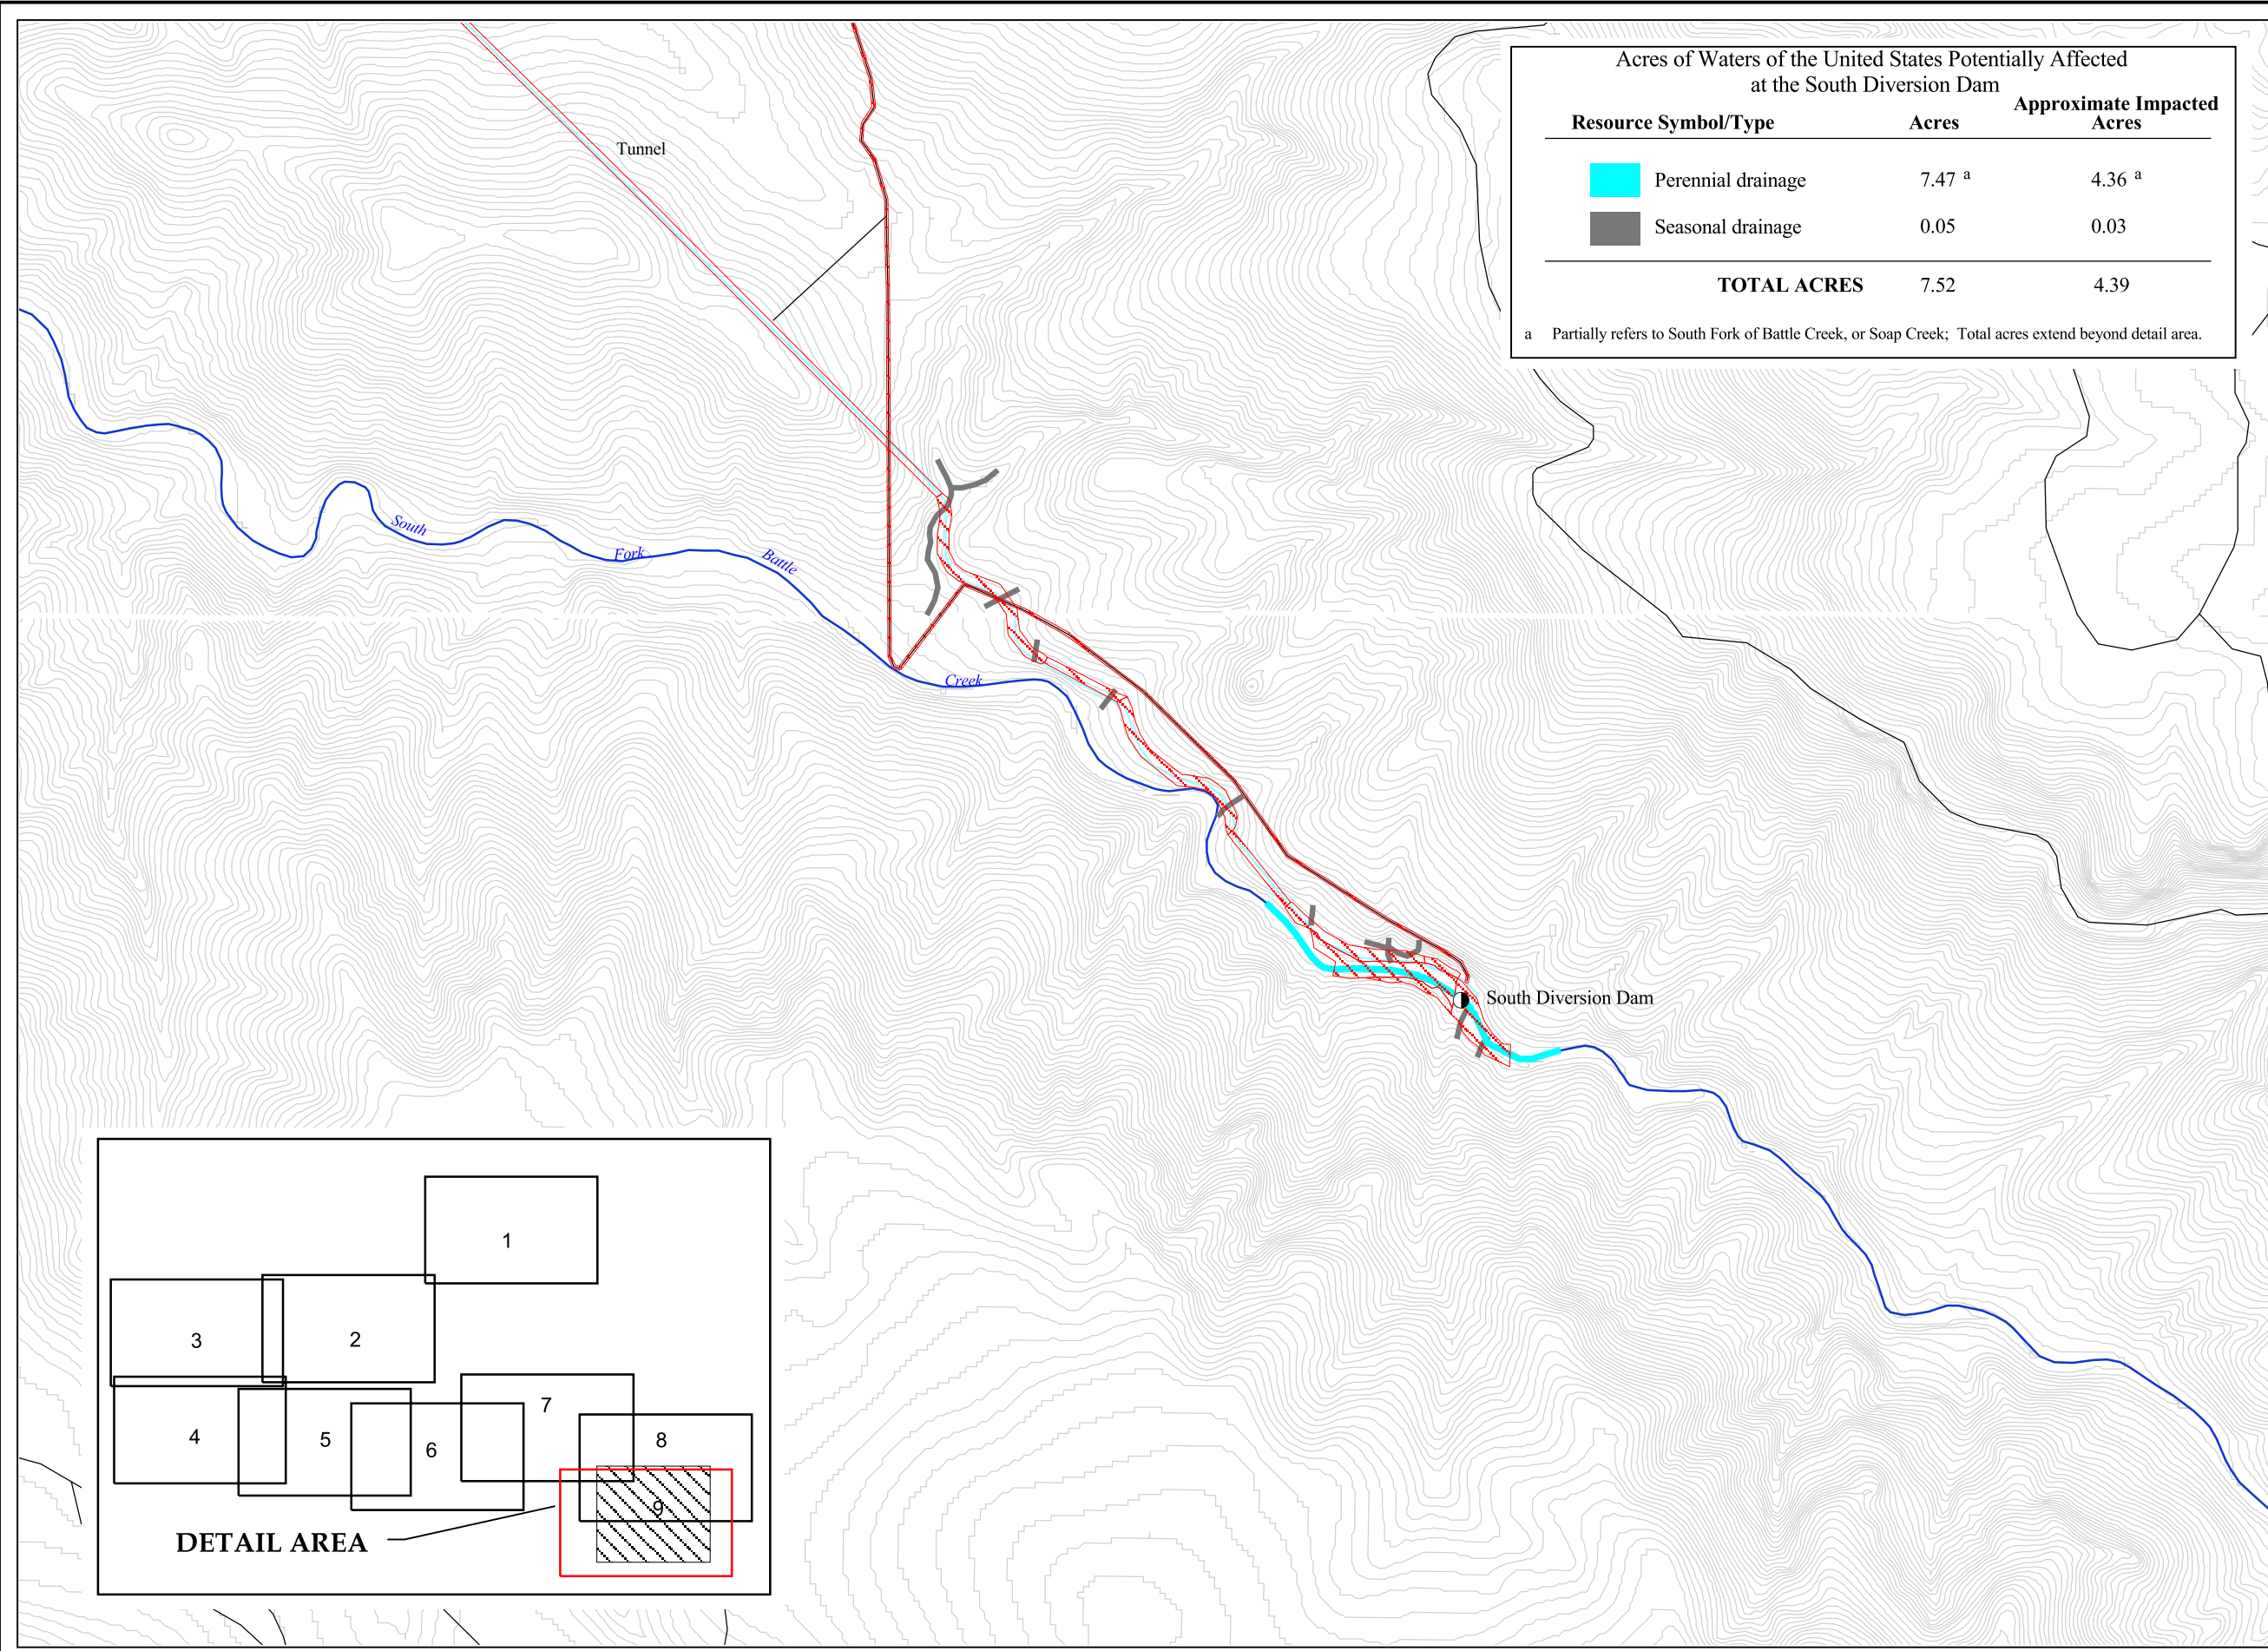 Acres of Waters of the United States Potentially Affected
at the South Diversion Dam
Approximate Impacted
Resource Symbol/Type Acres Acres
Perennial drainage 7.47 a 4.36 a
Seasonal drainage 0.05 0.03
TOTAL ACRES 7.52 4.39
a Partially refers to South Fork of Battle Creek, or Soap Creek; Total acres extend beyond detail area.
Tunnel
South
Fork
Battle
Creek
South Diversion Dam
1
3
2
7
4
5
6
8
9
DETAIL AREA